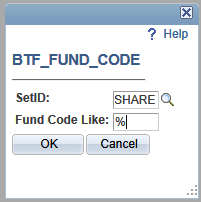 ? Help
BTF_FUND_CODE
SetID: SHARE
Fund Code Like: %
OK Cancel